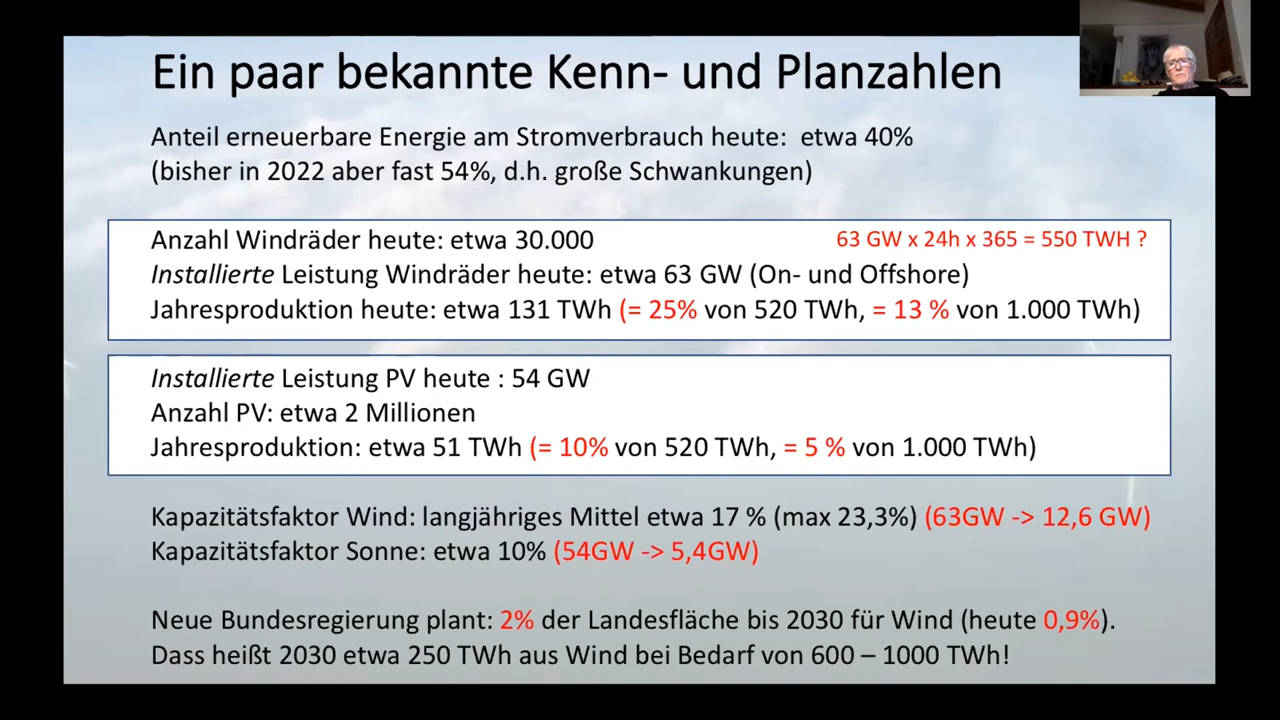 Ein paar bekannte Kenn- und Planzahlen
Anteil erneuerbare Energie am Stromverbrauch heute: etwa 40%
(bisher in 2022 aber fast 54%, d.h. große Schwankungen)
Anzahl Windräder heute: etwa 30.000
63 GW x 24h x 365 = 550 TWH ?
Installierte Leistung Windräder heute: etwa 63 GW (On- und Offshore)
Jahresproduktion heute: etwa 131 TWh (= 25% von 520 TWh, = 13 % von 1.000 TWh)
Installierte Leistung PV heute : 54 GW
Anzahl PV: etwa 2 Millionen
Jahresproduktion: etwa 51 TWh (= 10% von 520 TWh, = 5 % von 1.000 TWh)
Kapazitätsfaktor Wind: langjähriges Mittel etwa 17 % (max 23,3%) (63GW -> 12,6 GW)
Kapazitätsfaktor Sonne: etwa 10% (54GW -> 5,4GW)
Neue Bundesregierung plant: 2% der Landesfläche bis 2030 für Wind (heute 0,9%).
Dass heißt 2030 etwa 250 TWh aus Wind bei Bedarf von 600 – 1000 TWh!